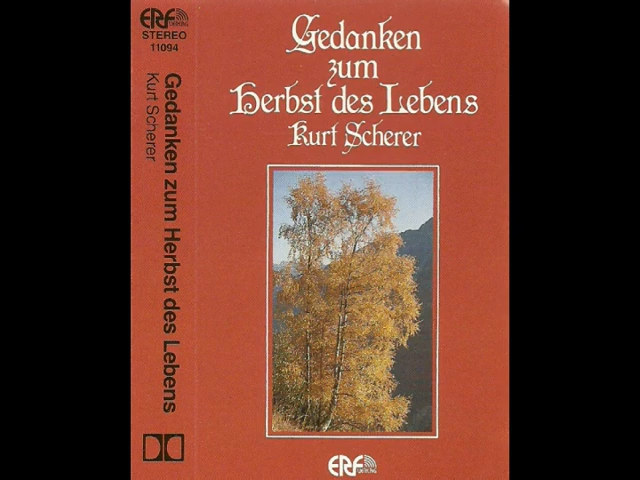 ERF
STEREO
11094
Gedanken zum Herbst des Lebens
Kurt Scherer
Gedanken
zum
Herbst des Lebens
Kurt Scherer
ERF